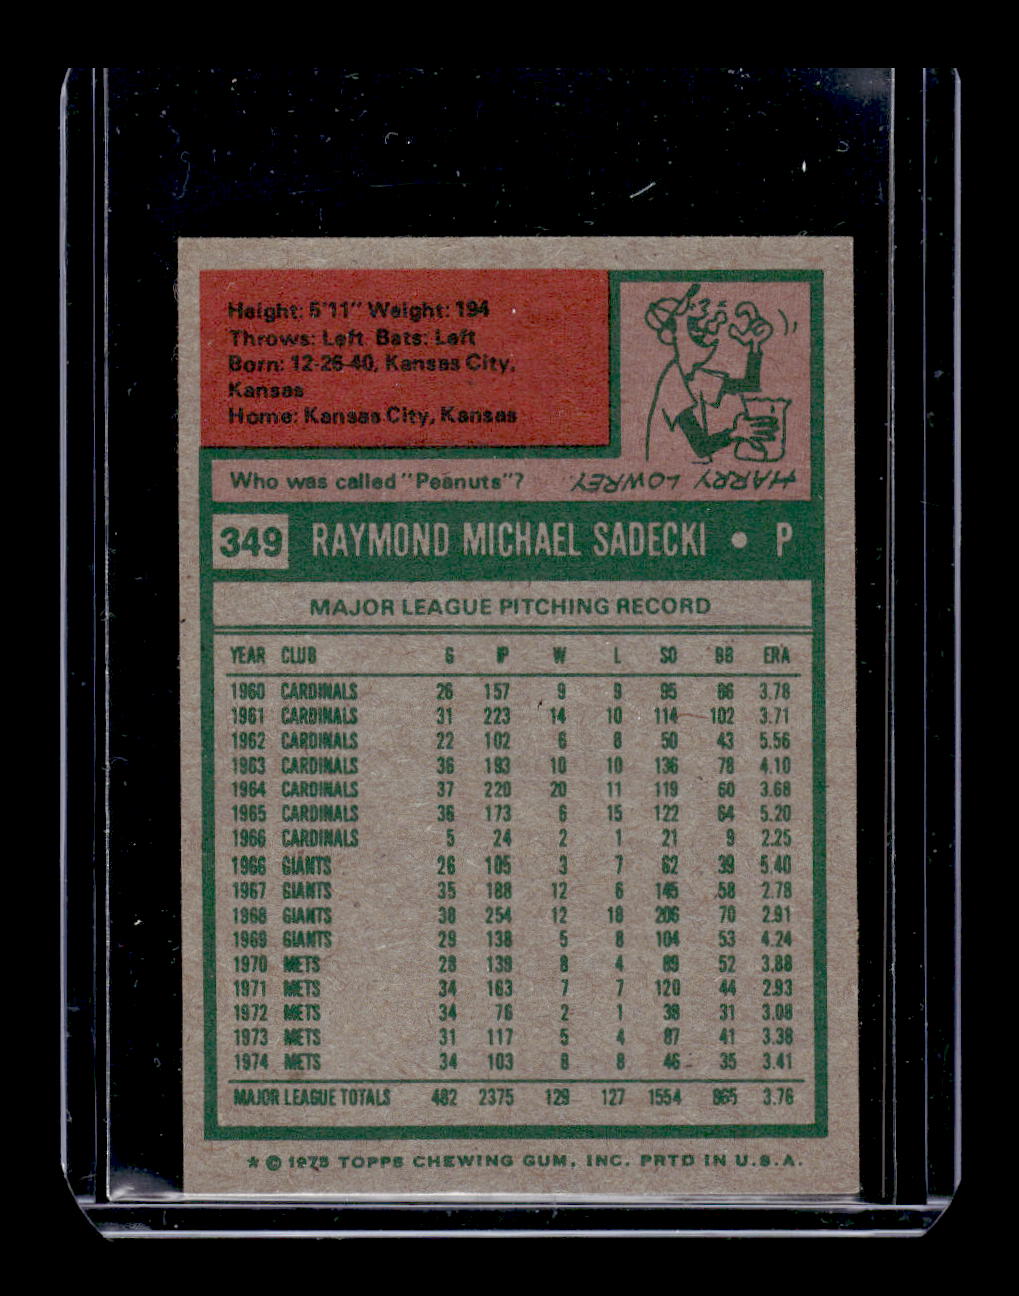 Height: 5'11" Weight: 194
Throws: Left Bats: Left
Born: 12-26-40, Kansas City,
Kansas
Home: Kansas City, Kansas
Who was called "Peanuts"? HARRY LOWREY
349 RAYMOND MICHAEL SADECKI • P
MAJOR LEAGUE PITCHING RECORD
YEAR CLUB G IP W L SO BB ERA
1960 CARDINALS 26 157 9 9 95 86 3.78
1961 CARDINALS 31 223 14 10 114 102 3.71
1962 CARDINALS 22 102 6 8 50 43 5.56
1963 CARDINALS 36 193 10 10 136 78 4.10
1964 CARDINALS 37 220 20 11 119 60 3.68
1965 CARDINALS 36 173 6 15 122 64 5.20
1966 CARDINALS 5 24 2 1 21 9 2.25
1966 GIANTS 26 105 3 7 62 39 5.40
1967 GIANTS 35 188 12 6 145 58 2.78
1968 GIANTS 38 254 12 18 206 70 2.91
1969 GIANTS 29 138 5 8 104 53 4.24
1970 METS 28 139 8 4 89 52 3.88
1971 METS 34 163 7 7 120 44 2.93
1972 METS 34 76 2 1 38 31 3.08
1973 METS 31 117 5 4 87 41 3.38
1974 METS 34 103 8 8 46 35 3.41
MAJOR LEAGUE TOTALS 482 2375 129 127 1554 865 3.76
* © 1975 TOPPS CHEWING GUM, INC. PRTD IN U.S.A.